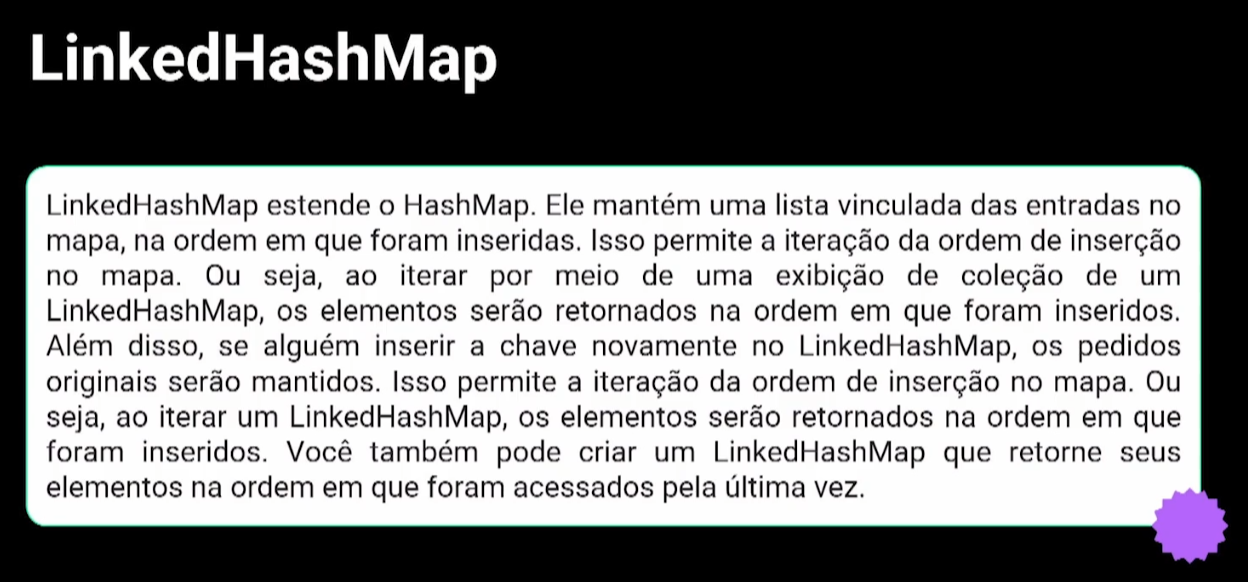 LinkedHashMap
LinkedHashMap estende o HashMap. Ele mantém uma lista vinculada das entradas no
mapa, na ordem em que foram inseridas. Isso permite a iteração da ordem de inserção
no mapa. Ou seja, ao iterar por meio de uma exibição de coleção de um
LinkedHashMap, os elementos serão retornados na ordem em que foram inseridos.
Além disso, se alguém inserir a chave novamente no LinkedHashMap, os pedidos
originais serão mantidos. Isso permite a iteração da ordem de inserção no mapa. Ou
seja, ao iterar um LinkedHashMap, os elementos serão retornados na ordem em que
foram inseridos. Você também pode criar um LinkedHashMap que retorne seus
elementos na ordem em que foram acessados pela última vez.